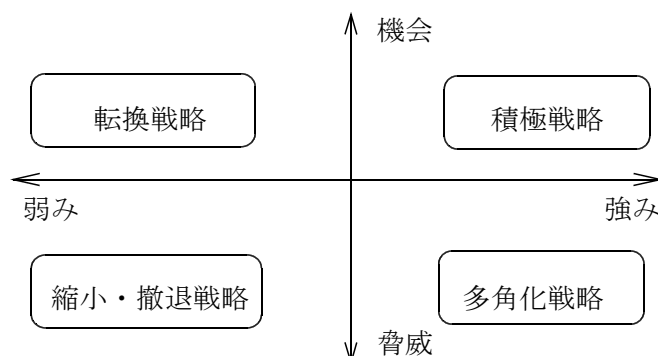 機会
転換戦略
積極戦略
弱み
強み
縮小・撤退戦略
多角化戦略
脅威